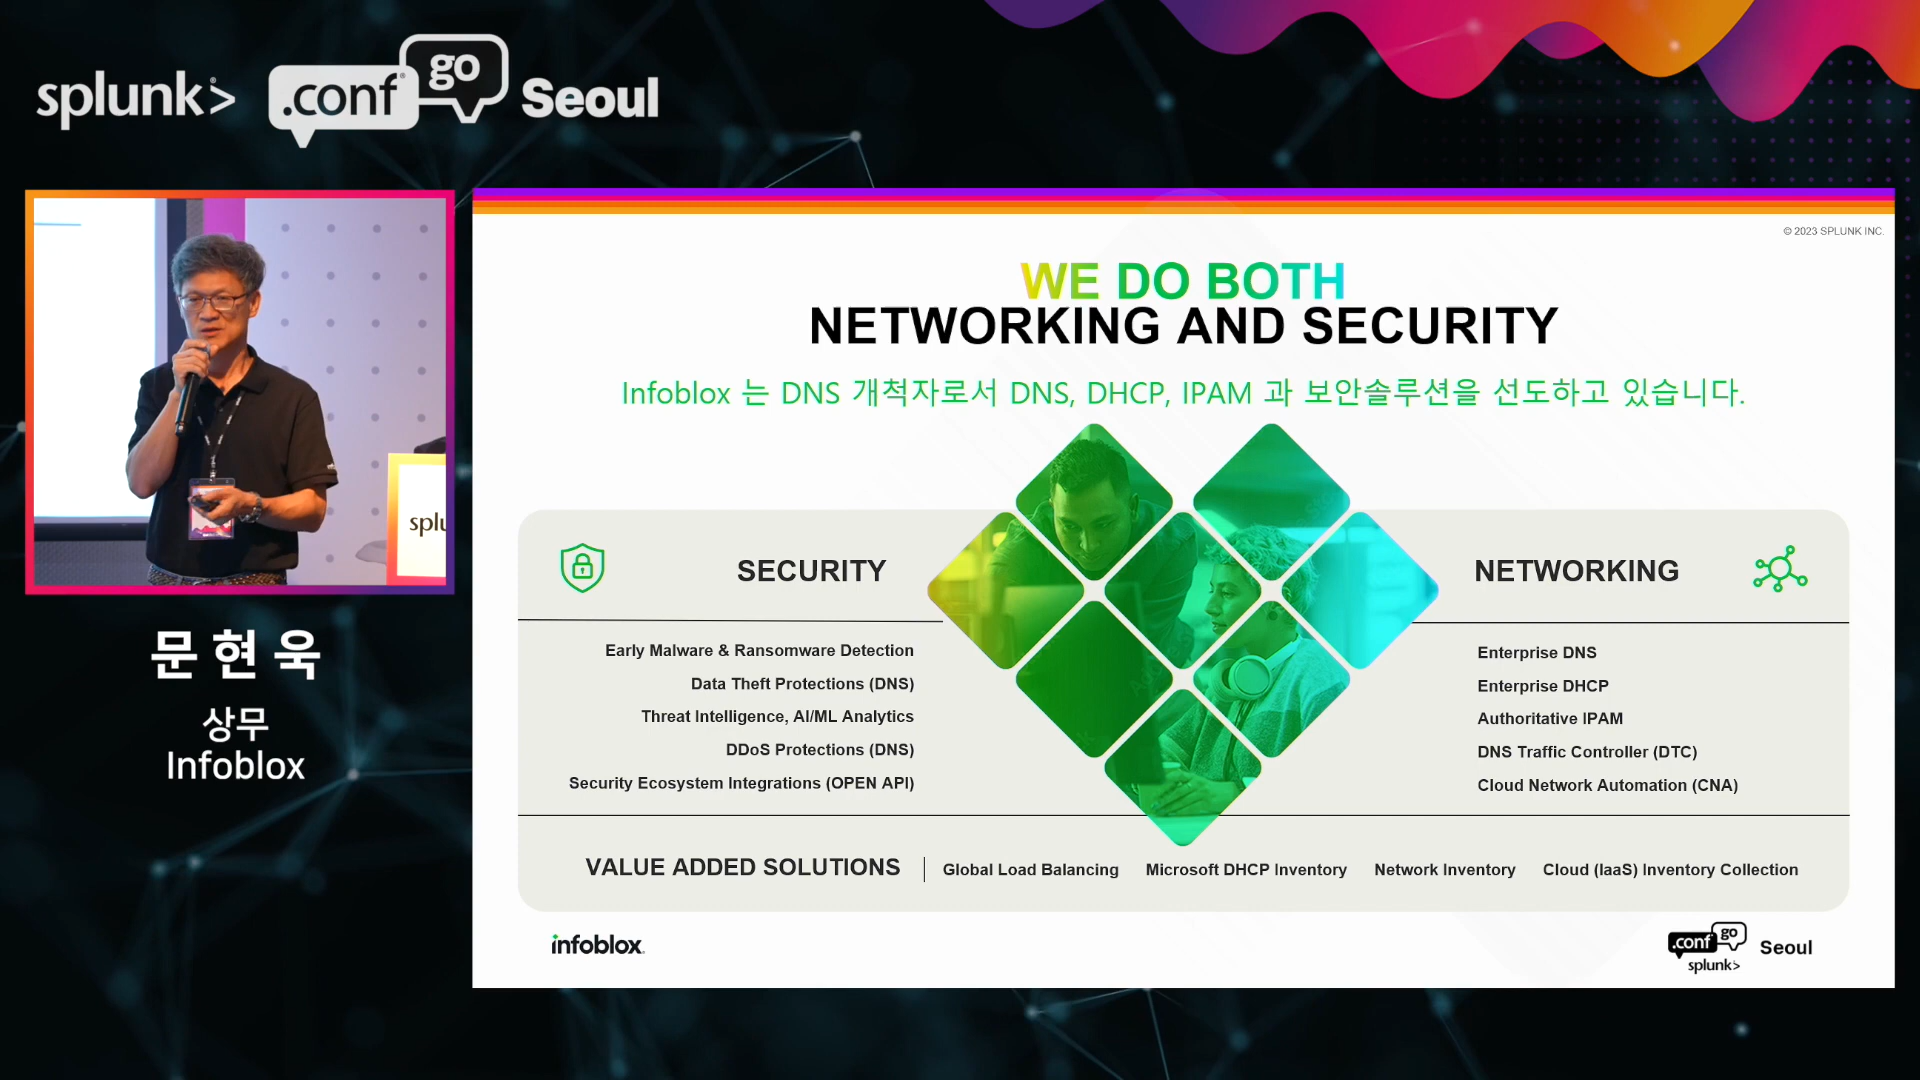 splunk>
.conf go Seoul
문현욱
상무
Infoblox
© 2023 SPLUNK INC.
WE DO BOTH
NETWORKING AND SECURITY
Infoblox 는 DNS 개척자로서 DNS, DHCP, IPAM 과 보안솔루션을 선도하고 있습니다.
SECURITY
Early Malware & Ransomware Detection
Data Theft Protections (DNS)
Threat Intelligence, AI/ML Analytics
DDoS Protections (DNS)
Security Ecosystem Integrations (OPEN API)
NETWORKING
Enterprise DNS
Enterprise DHCP
Authoritative IPAM
DNS Traffic Controller (DTC)
Cloud Network Automation (CNA)
VALUE ADDED SOLUTIONS
Global Load Balancing
Microsoft DHCP Inventory
Network Inventory
Cloud (IaaS) Inventory Collection
infoblox
.conf go
splunk>
Seoul